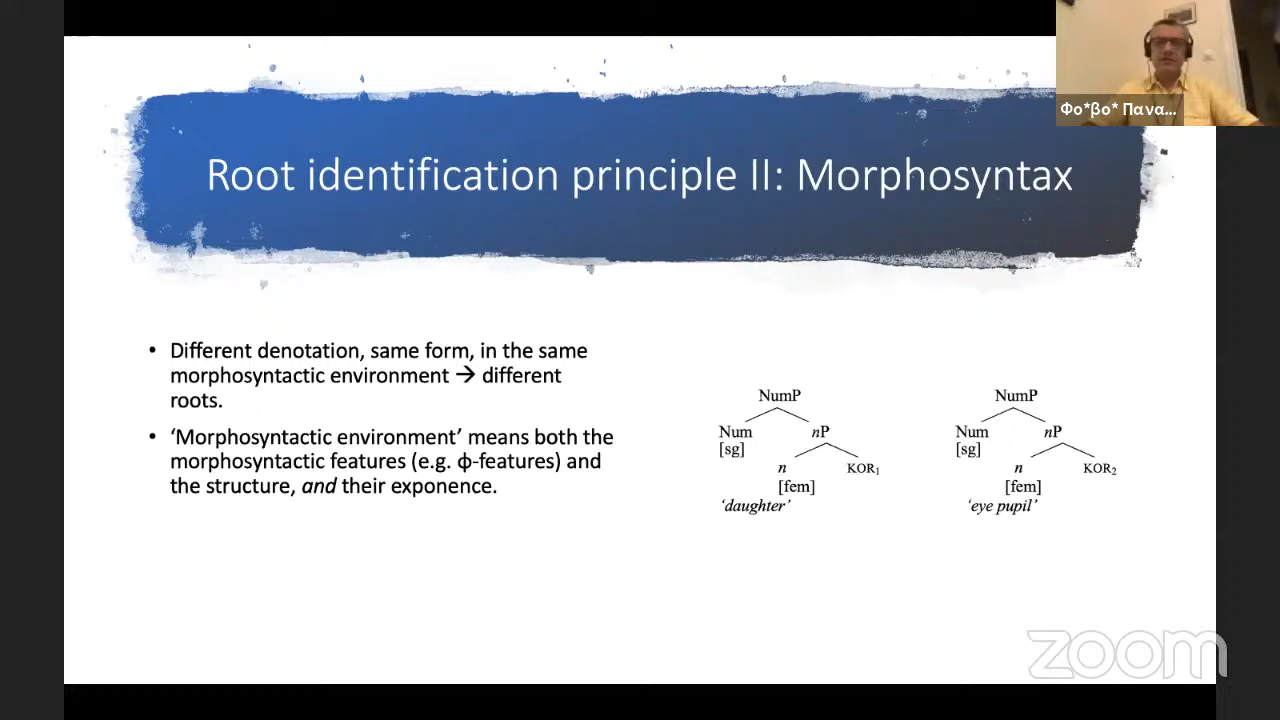 Φο*βο* Πανα...
Root identification principle II: Morphosyntax
• Different denotation, same form, in the same
morphosyntactic environment → different
roots.
• ‘Morphosyntactic environment’ means both the
morphosyntactic features (e.g. ϕ-features) and
the structure, and their exponence.
NumP
Num nP
[sg]
n KOR1
[fem]
‘daughter’
NumP
Num nP
[sg]
n KOR2
[fem]
‘eye pupil’
zoom